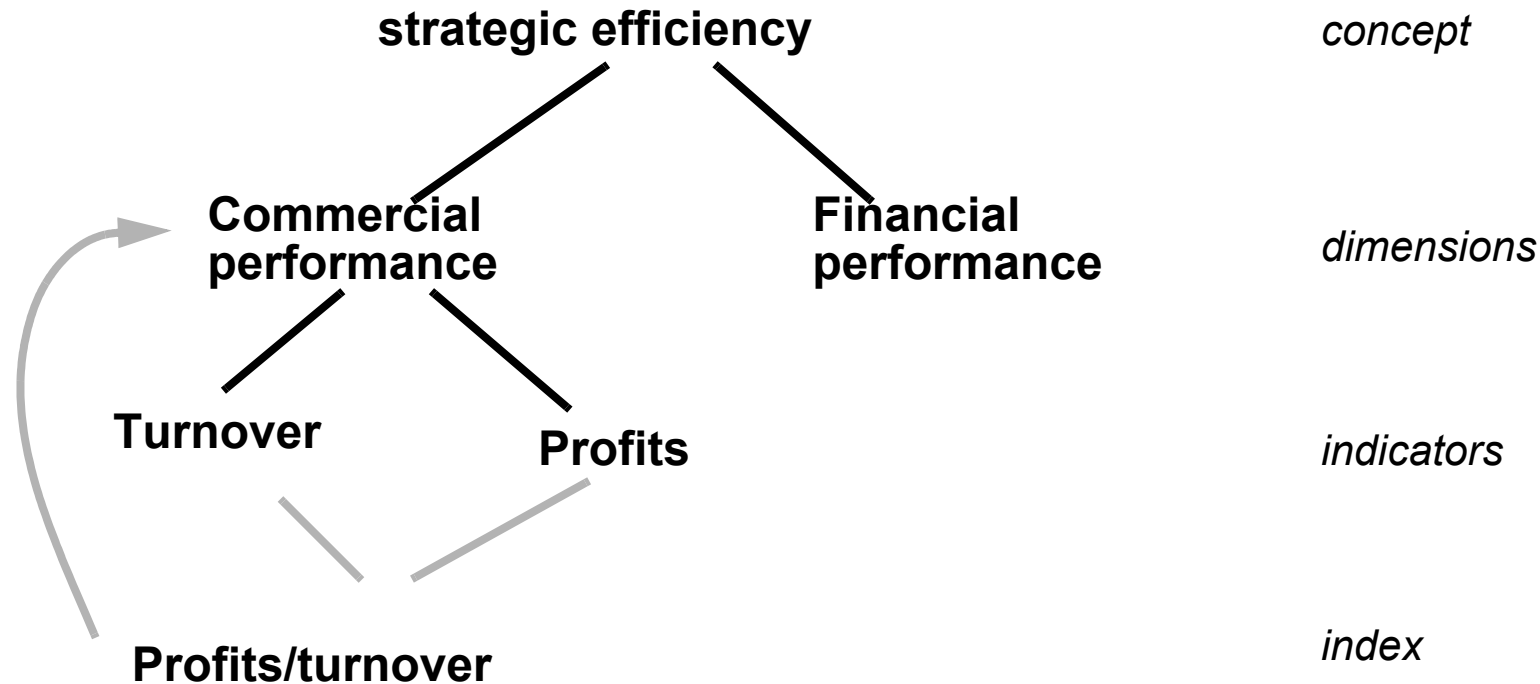 strategic efficiency
concept
Commercial
performance
Financial
performance
dimensions
Turnover
Profits
indicators
Profits/turnover
index